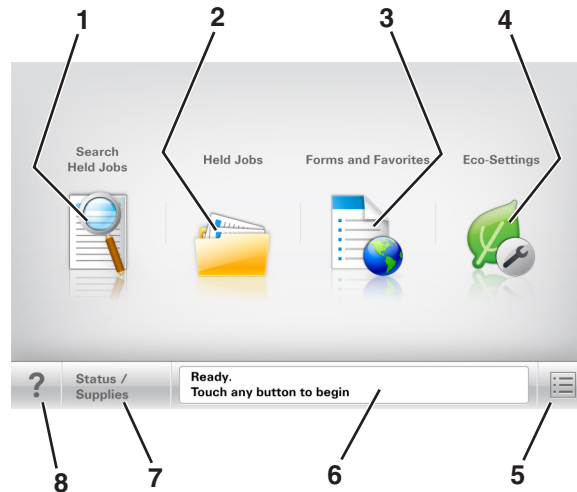 1
2
3
4
Search
Held Jobs
Held Jobs
Forms and Favorites
Eco-Settings
?
Status /
Supplies
Ready.
Touch any button to begin
8
7
6
5